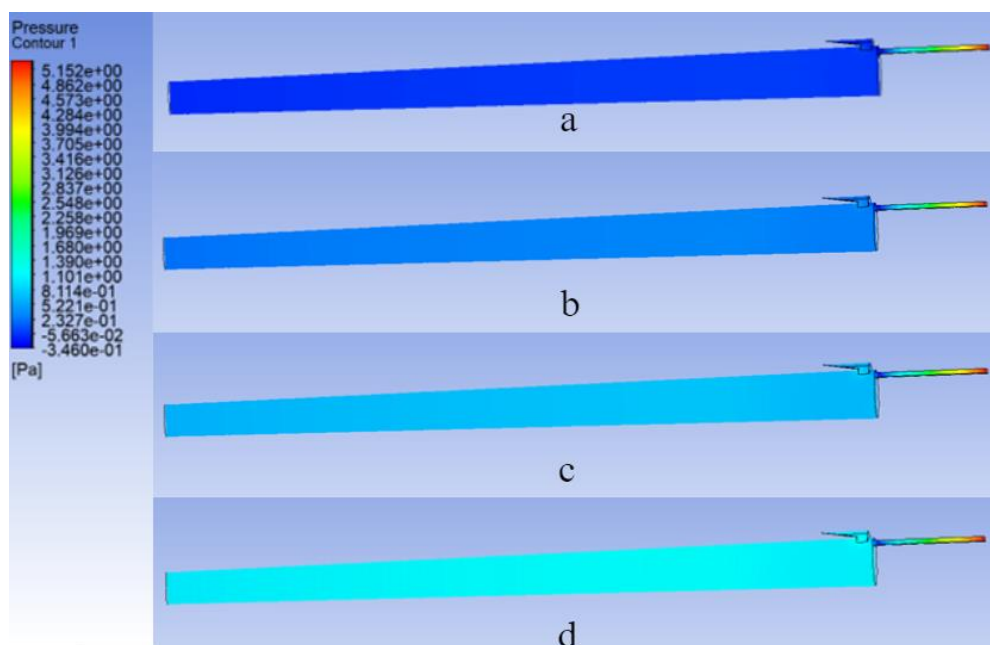 Pressure
Contour 1
5.152e+00
4.862e+00
4.573e+00
4.284e+00
3.994e+00
3.705e+00
3.416e+00
3.126e+00
2.837e+00
2.548e+00
2.258e+00
1.969e+00
1.680e+00
1.390e+00
1.101e+00
8.114e-01
5.221e-01
2.327e-01
-5.663e-02
-3.460e-01
[Pa]
a
b
c
d